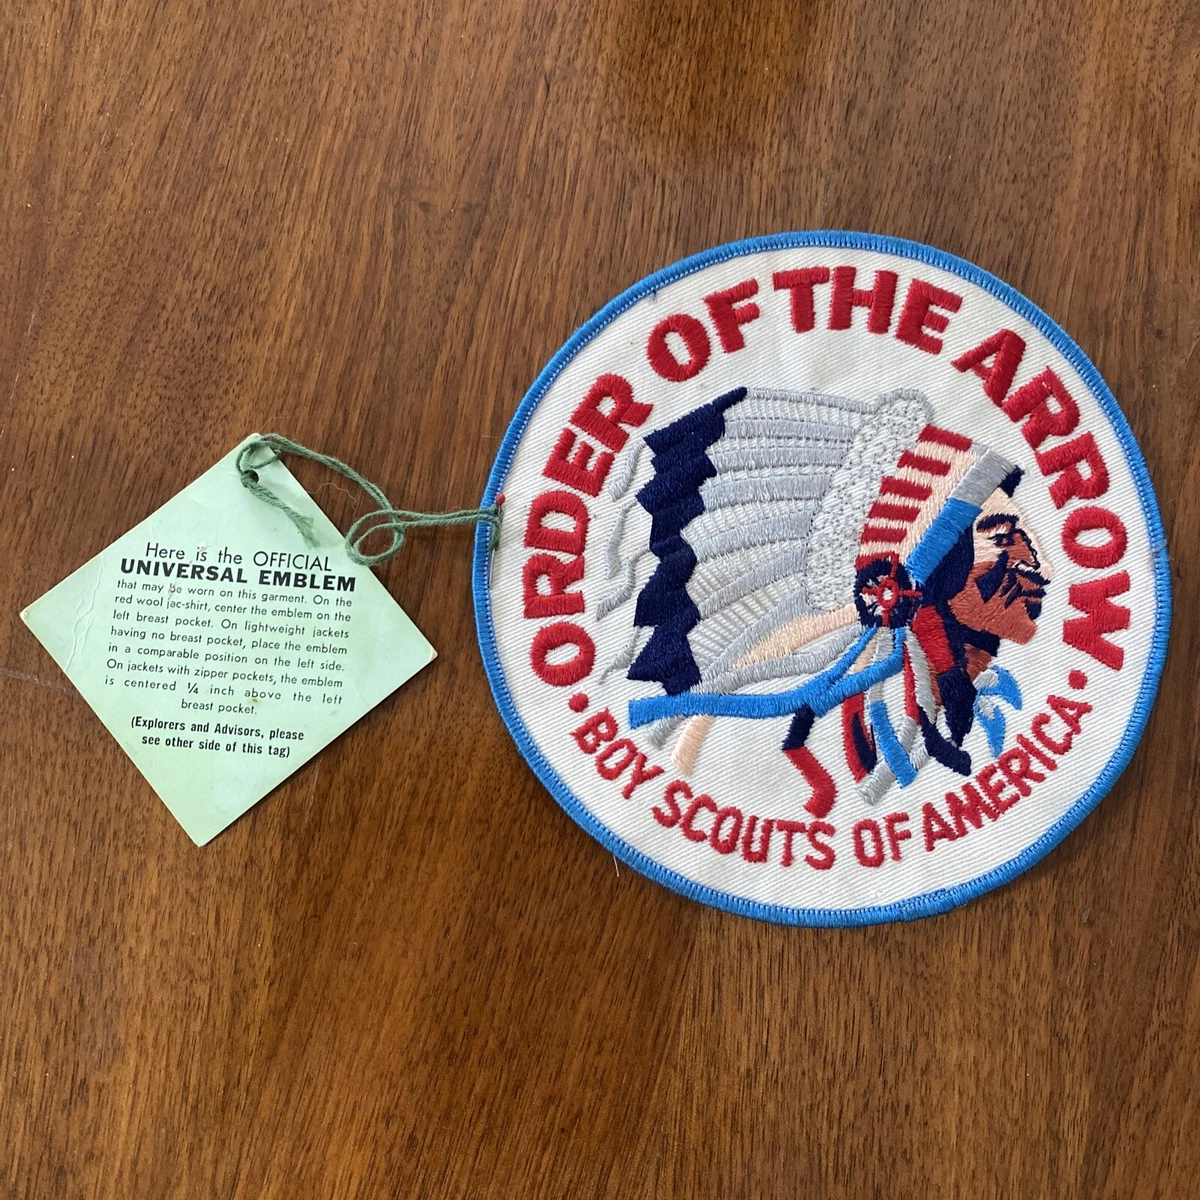 Here is the OFFICIAL
UNIVERSAL EMBLEM
that may be worn on this garment. On the
red wool jac-shirt, center the emblem on the
left breast pocket. On lightweight jackets
having no breast pocket, place the emblem
in a comparable position on the left side.
On jackets with zipper pockets, the emblem
is centered ¼ inch above the left
breast pocket.
(Explorers and Advisors, please
see other side of this tag)
ORDER OF THE ARROW
• BOY SCOUTS OF AMERICA •